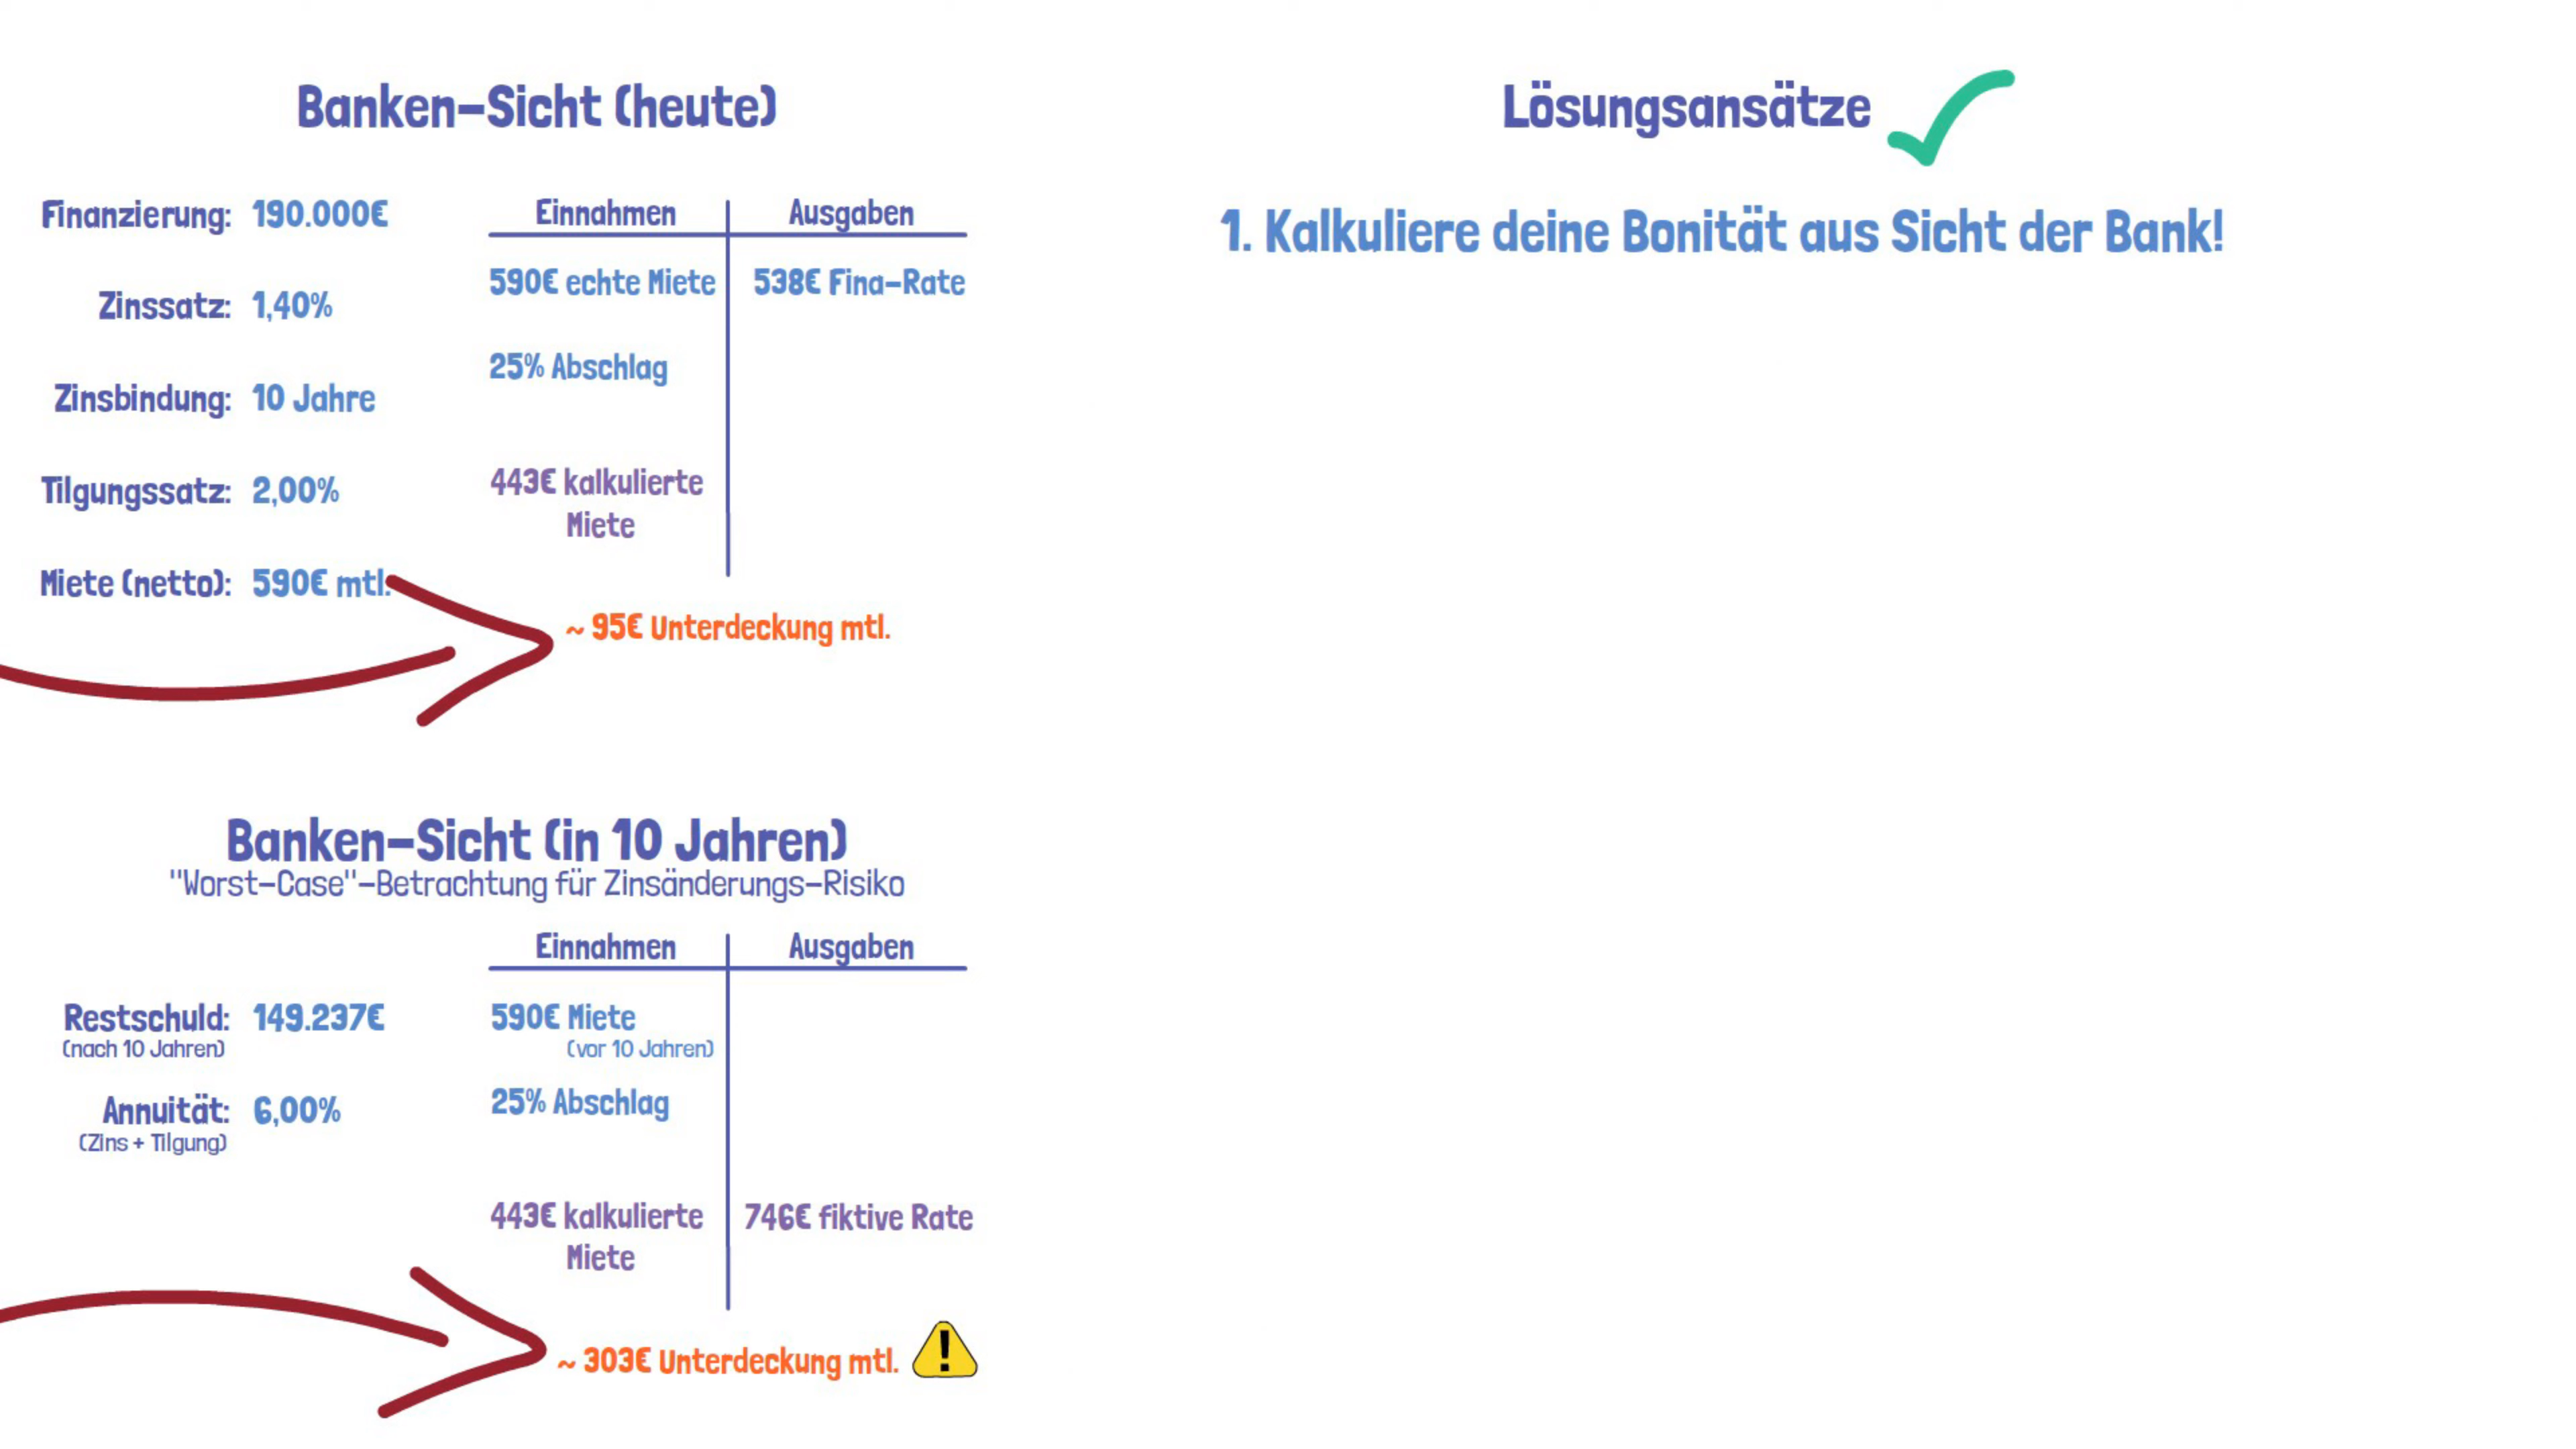 Banken-Sicht (heute)
Finanzierung: 190.000€
Zinssatz: 1,40%
Zinsbindung: 10 Jahre
Tilgungssatz: 2,00%
Miete (netto): 590€ mtl.
Einnahmen Ausgaben
590€ echte Miete 538€ Fina-Rate
25% Abschlag
443€ kalkulierte
Miete
~ 95€ Unterdeckung mtl.
Banken-Sicht (in 10 Jahren)
"Worst-Case"-Betrachtung für Zinsänderungs-Risiko
Restschuld: 149.237€
(nach 10 Jahren)
Annuität: 6,00%
(Zins + Tilgung)
Einnahmen Ausgaben
590€ Miete
(vor 10 Jahren)
25% Abschlag
443€ kalkulierte 746€ fiktive Rate
Miete
~ 303€ Unterdeckung mtl. !
Lösungsansätze
1. Kalkuliere deine Bonität aus Sicht der Bank!